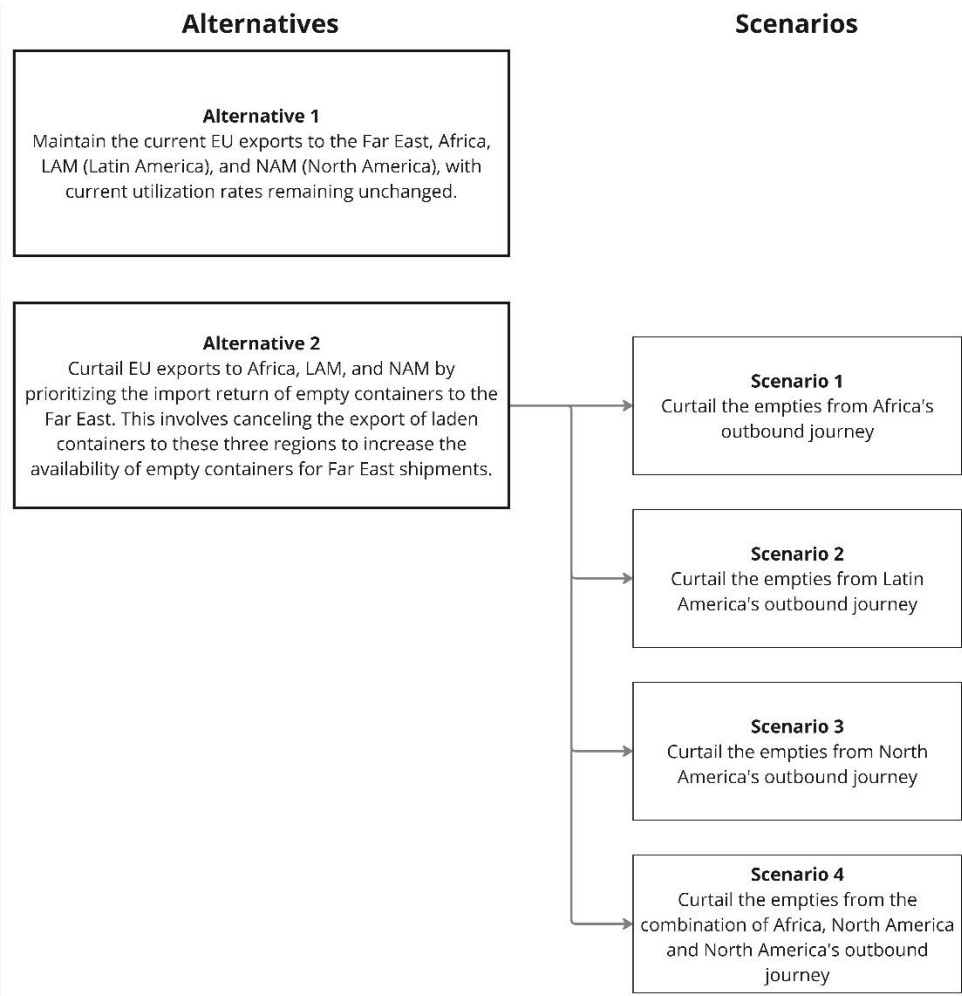 Alternatives
Scenarios
Alternative 1
Maintain the current EU exports to the Far East, Africa,
LAM (Latin America), and NAM (North America), with
current utilization rates remaining unchanged.
Alternative 2
Curtail EU exports to Africa, LAM, and NAM by
prioritizing the import return of empty containers to the
Far East. This involves canceling the export of laden
containers to these three regions to increase the
availability of empty containers for Far East shipments.
Scenario 1
Curtail the empties from Africa's
outbound journey
Scenario 2
Curtail the empties from Latin
America's outbound journey
Scenario 3
Curtail the empties from North
America's outbound journey
Scenario 4
Curtail the empties from the
combination of Africa, North America
and North America's outbound
journey